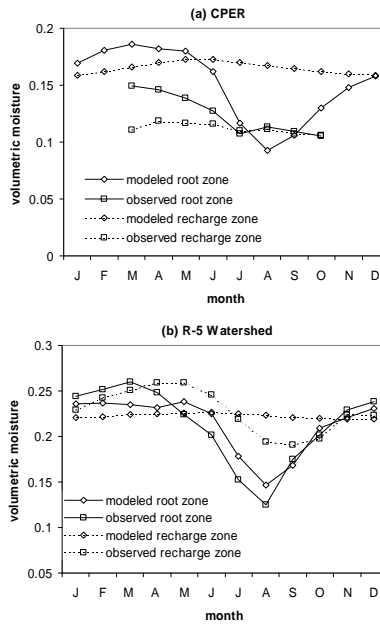 (a) CPER
0.2
0.15
0.1
0.05
0
volumetric moisture
modeled root zone
observed root zone
modeled recharge zone
observed recharge zone
J F M A M J J A S O N D
month
(b) R-5 Watershed
0.3
0.25
0.2
0.15
0.1
0.05
volumetric moisture
modeled root zone
observed root zone
modeled recharge zone
observed recharge zone
J F M A M J J A S O N D
month